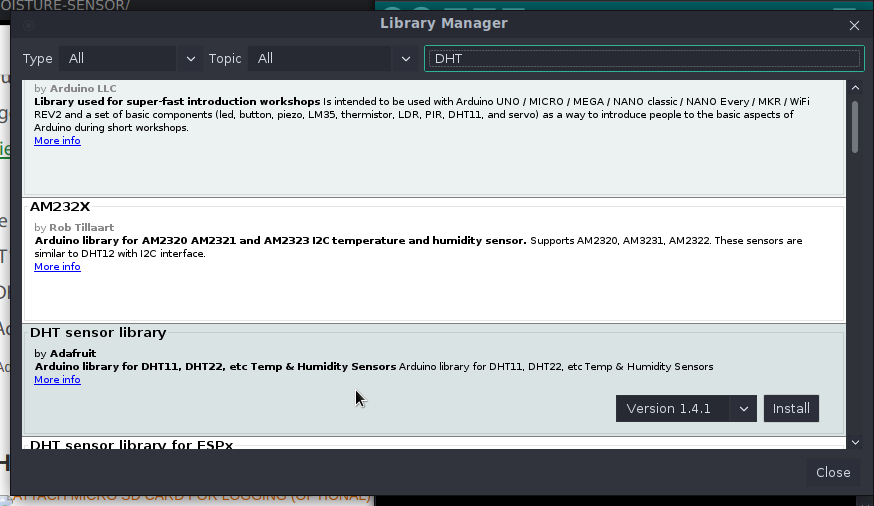 OISTURE-SENSOR/
Library Manager
Type All Topic All DHT
by Arduino LLC
Library used for super-fast introduction workshops Is intended to be used with Arduino UNO / MICRO / MEGA / NANO classic / NANO Every / MKR / WiFi
REV2 and a set of basic components (led, button, piezo, LM35, thermistor, LDR, PIR, DHT11, and servo) as a way to introduce people to the basic aspects of
Arduino during short workshops.
More info
AM232X
by Rob Tillaart
Arduino library for AM2320 AM2321 and AM2323 I2C temperature and humidity sensor. Supports AM2320, AM3231, AM2322. These sensors are
similar to DHT12 with I2C interface.
More info
DHT sensor library
by Adafruit
Arduino library for DHT11, DHT22, etc Temp & Humidity Sensors Arduino library for DHT11, DHT22, etc Temp & Humidity Sensors
More info
Version 1.4.1 Install
DHT sensor library for ESPx
Close
ATTACH MICRO SD CARD FOR LOGGING (OPTIONAL)